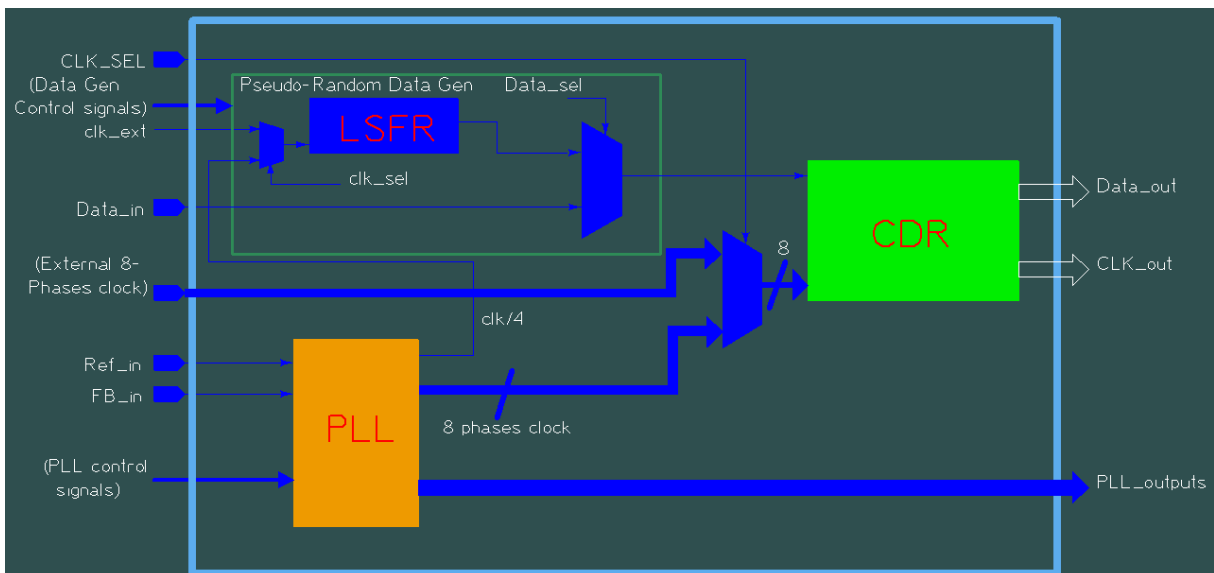 CLK_SEL
(Data Gen
Control signals)
clk_ext
Pseudo-Random Data Gen
Data_sel
LSFR
clk_sel
Data_in
CDR
Data_out
CLK_out
8
(External 8-
Phases clock)
clk/4
Ref_in
FB_in
PLL
8 phases clock
(PLL control
signals)
PLL_outputs